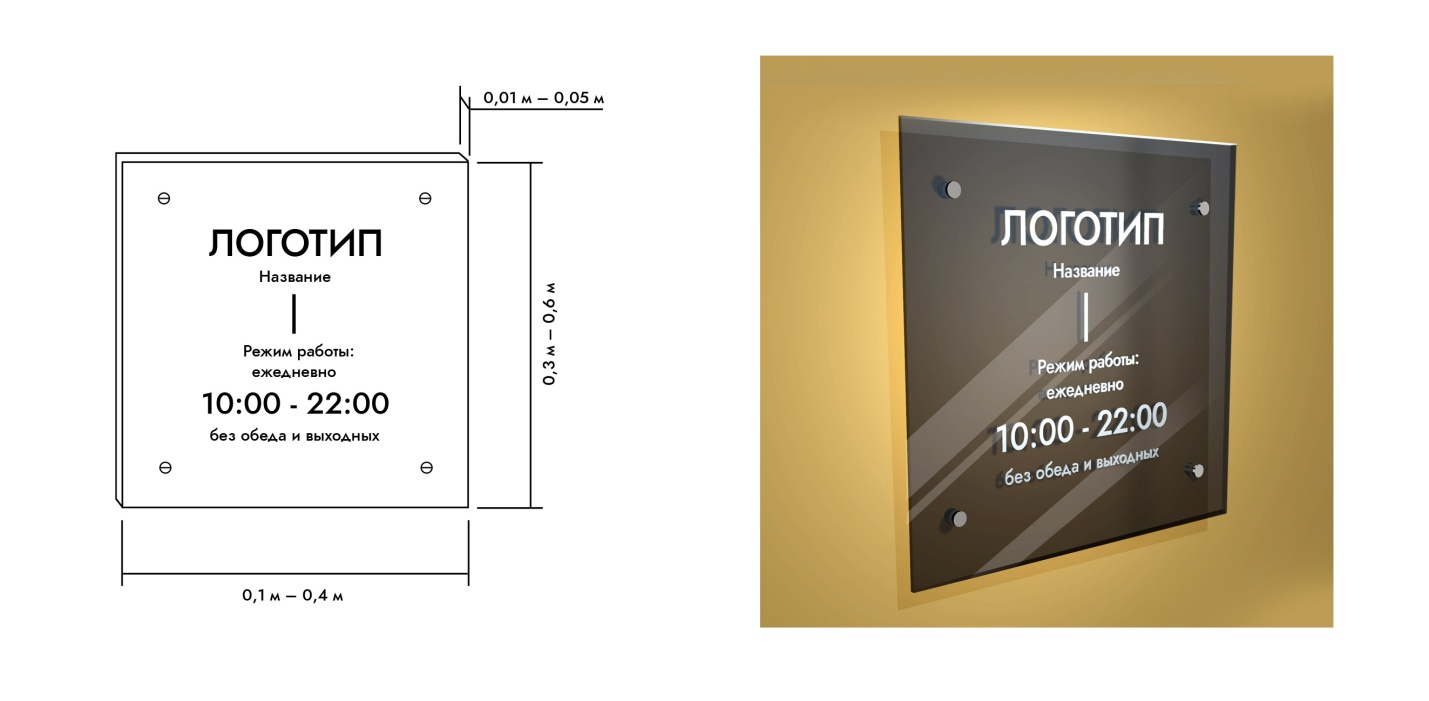 0,01 м – 0,05 м
ЛОГОТИП
Название
Режим работы:
ежедневно
10:00 - 22:00
без обеда и выходных
0,3 м – 0,6 м
0,1 м – 0,4 м
ЛОГОТИП
Название
Режим работы:
ежедневно
10:00 - 22:00
без обеда и выходных